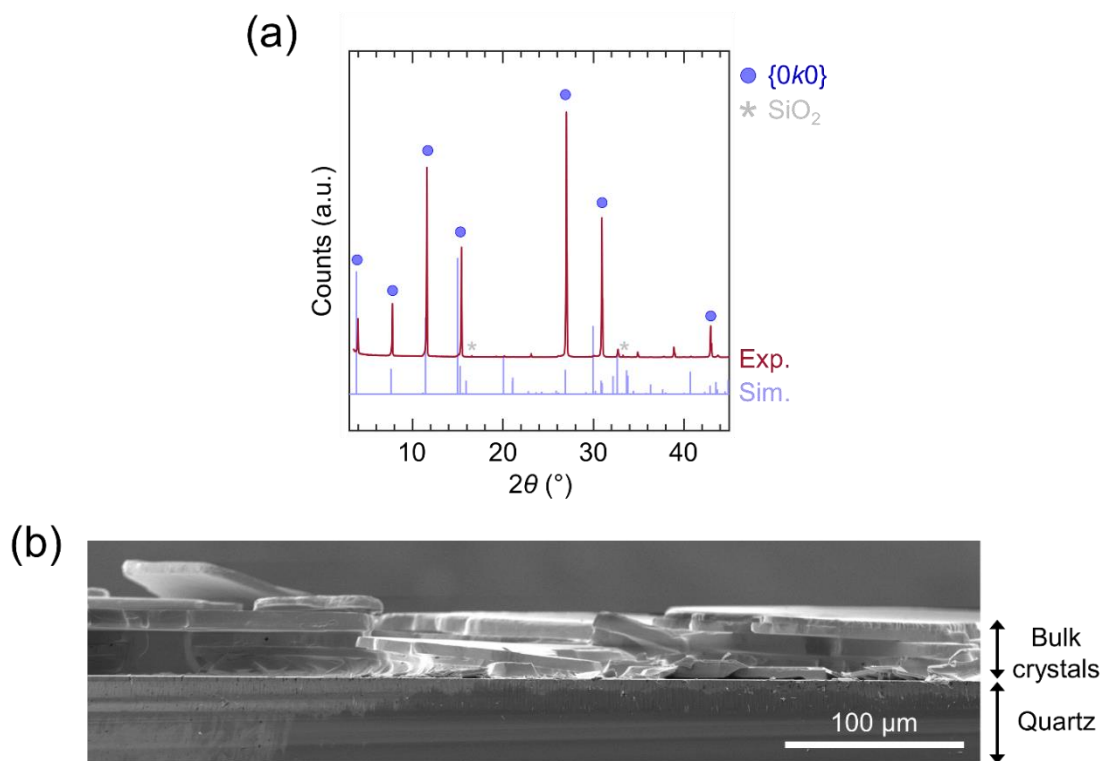 (a)
{0k0}
* SiO₂
Counts (a.u.)
*
*
Exp.
Sim.
10 20 30 40
2θ (°)
(b)
Bulk
crystals
Quartz
100 µm